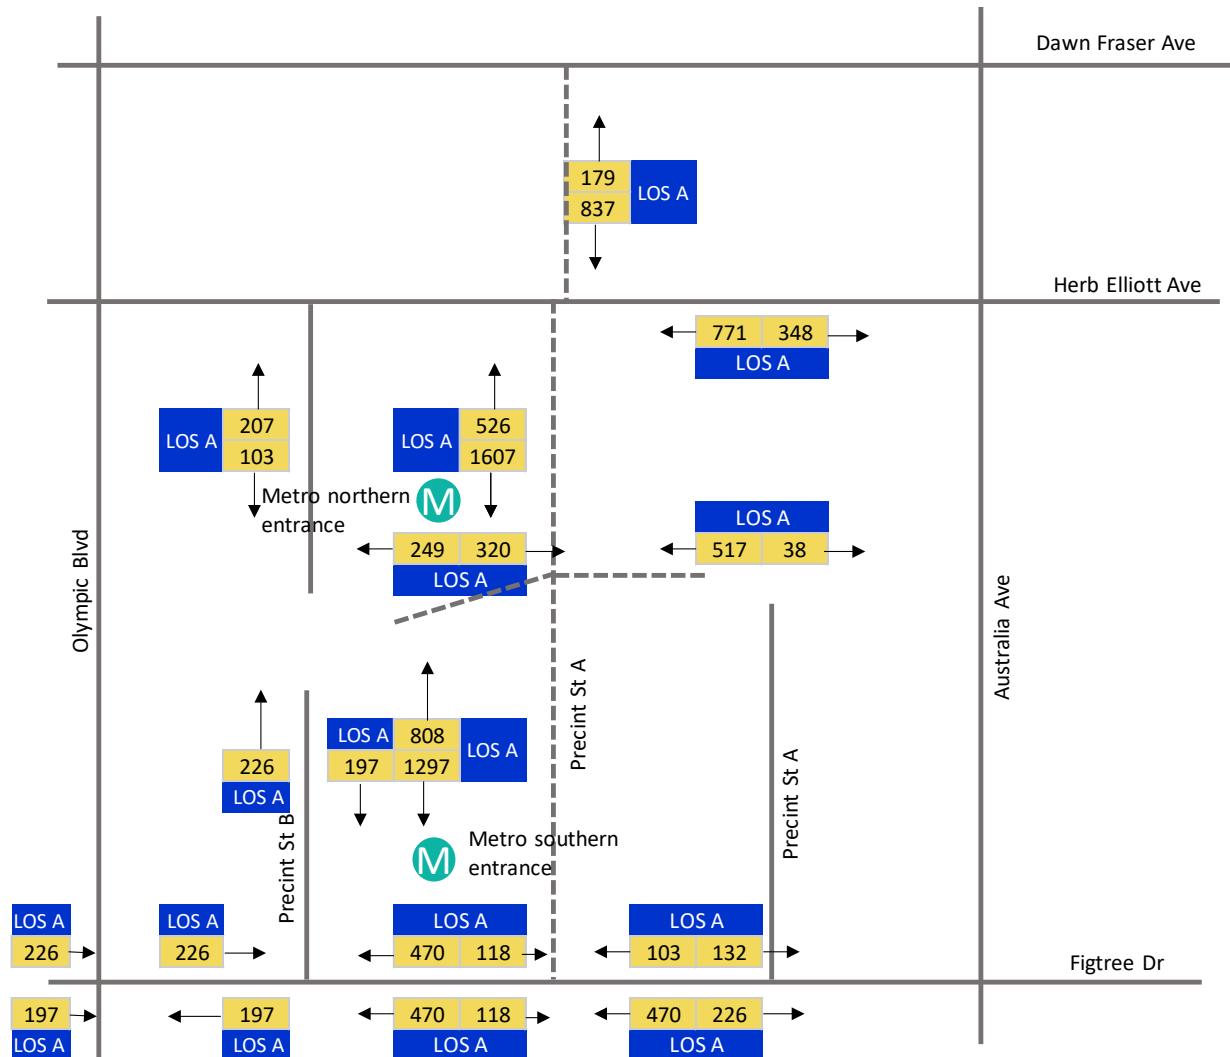 Dawn Fraser Ave
179
LOS A
837
Herb Elliott Ave
771 348
LOS A
207
LOS A
103
526
LOS A
1607
Metro northern
entrance
M
LOS A
517 38
249 320
LOS A
Olympic Blvd
Precint St A
Australia Ave
LOS A 808
LOS A
197 1297
226
LOS A
Precint St B
Precint St A
M
Metro southern
entrance
LOS A
226
LOS A
226
LOS A
470 118
LOS A
103 132
Figtree Dr
197
LOS A
197
LOS A
470 118
LOS A
470 226
LOS A